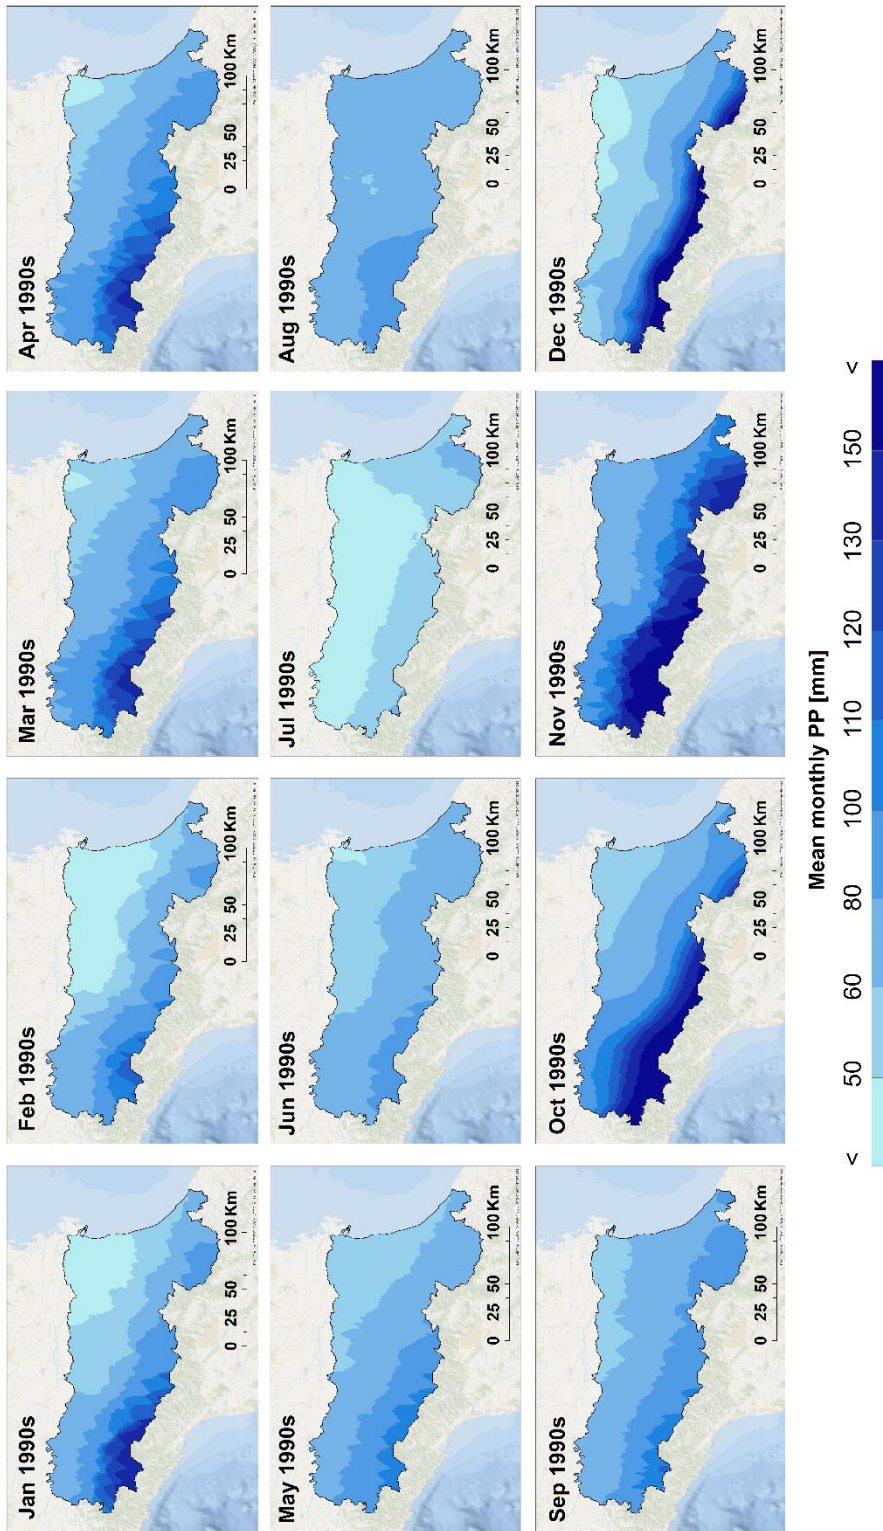 Jan 1990s
0 25 50 100 Km
Feb 1990s
0 25 50 100 Km
Mar 1990s
0 25 50 100 Km
Apr 1990s
0 25 50 100 Km
May 1990s
0 25 50 100 Km
Jun 1990s
0 25 50 100 Km
Jul 1990s
0 25 50 100 Km
Aug 1990s
0 25 50 100 Km
Sep 1990s
0 25 50 100 Km
Oct 1990s
0 25 50 100 Km
Nov 1990s
0 25 50 100 Km
Dec 1990s
0 25 50 100 Km
Mean monthly PP [mm]
< 50 60 80 100 110 120 130 150 <